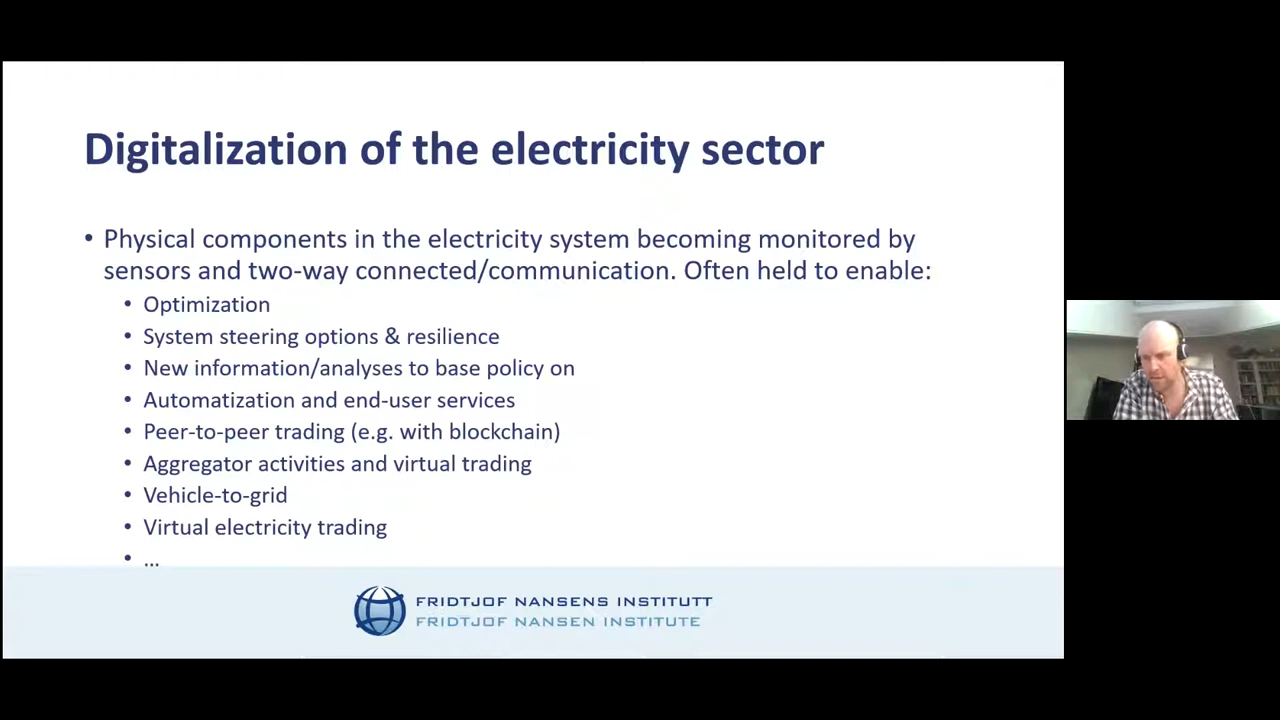 Digitalization of the electricity sector
• Physical components in the electricity system becoming monitored by
sensors and two-way connected/communication. Often held to enable:
• Optimization
• System steering options & resilience
• New information/analyses to base policy on
• Automatization and end-user services
• Peer-to-peer trading (e.g. with blockchain)
• Aggregator activities and virtual trading
• Vehicle-to-grid
• Virtual electricity trading
• ...
FRIDTJOF NANSENS INSTITUTT
FRIDTJOF NANSEN INSTITUTE